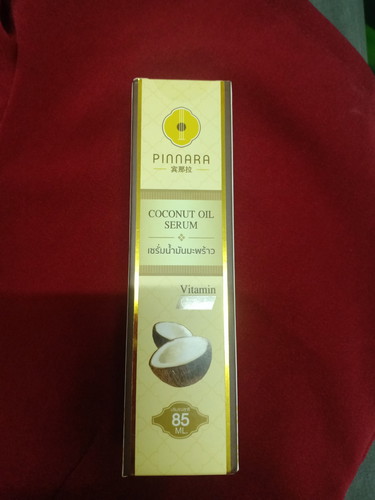 PINNARA
宾那拉
COCONUT OIL
SERUM
เซรั่มน้ำมันมะพร้าว
Vitamin
85
ML.